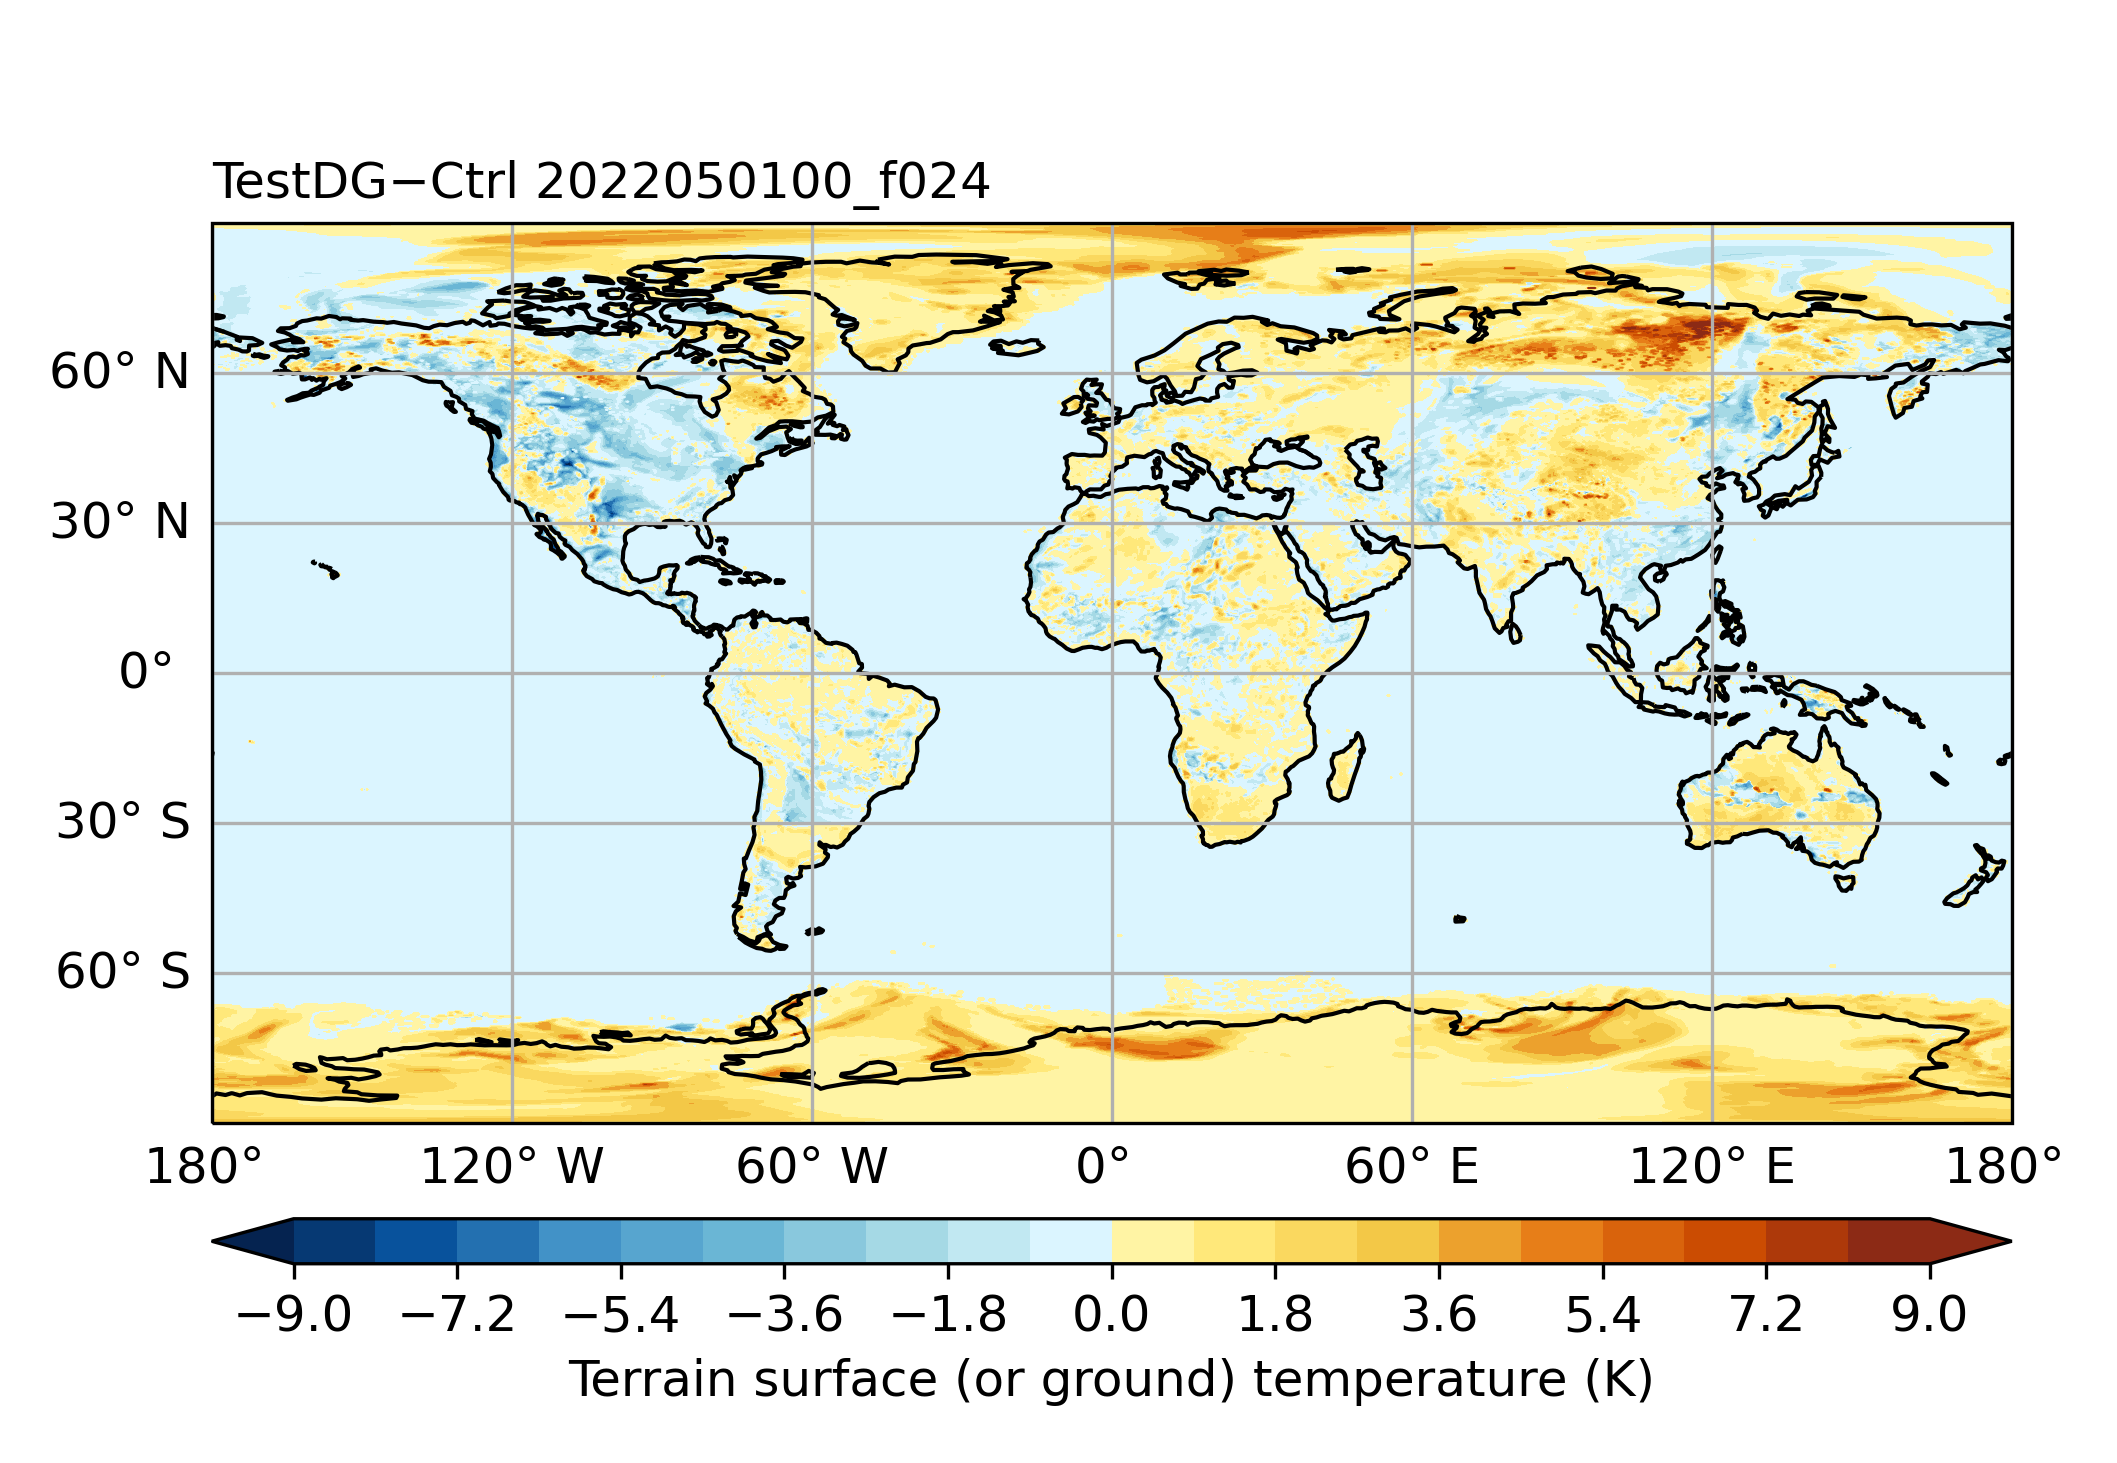 TestDG−Ctrl 2022050100_f024
60° N
30° N
0°
30° S
60° S
180° 120° W 60° W 0° 60° E 120° E 180°
−9.0 −7.2 −5.4 −3.6 −1.8 0.0 1.8 3.6 5.4 7.2 9.0
Terrain surface (or ground) temperature (K)